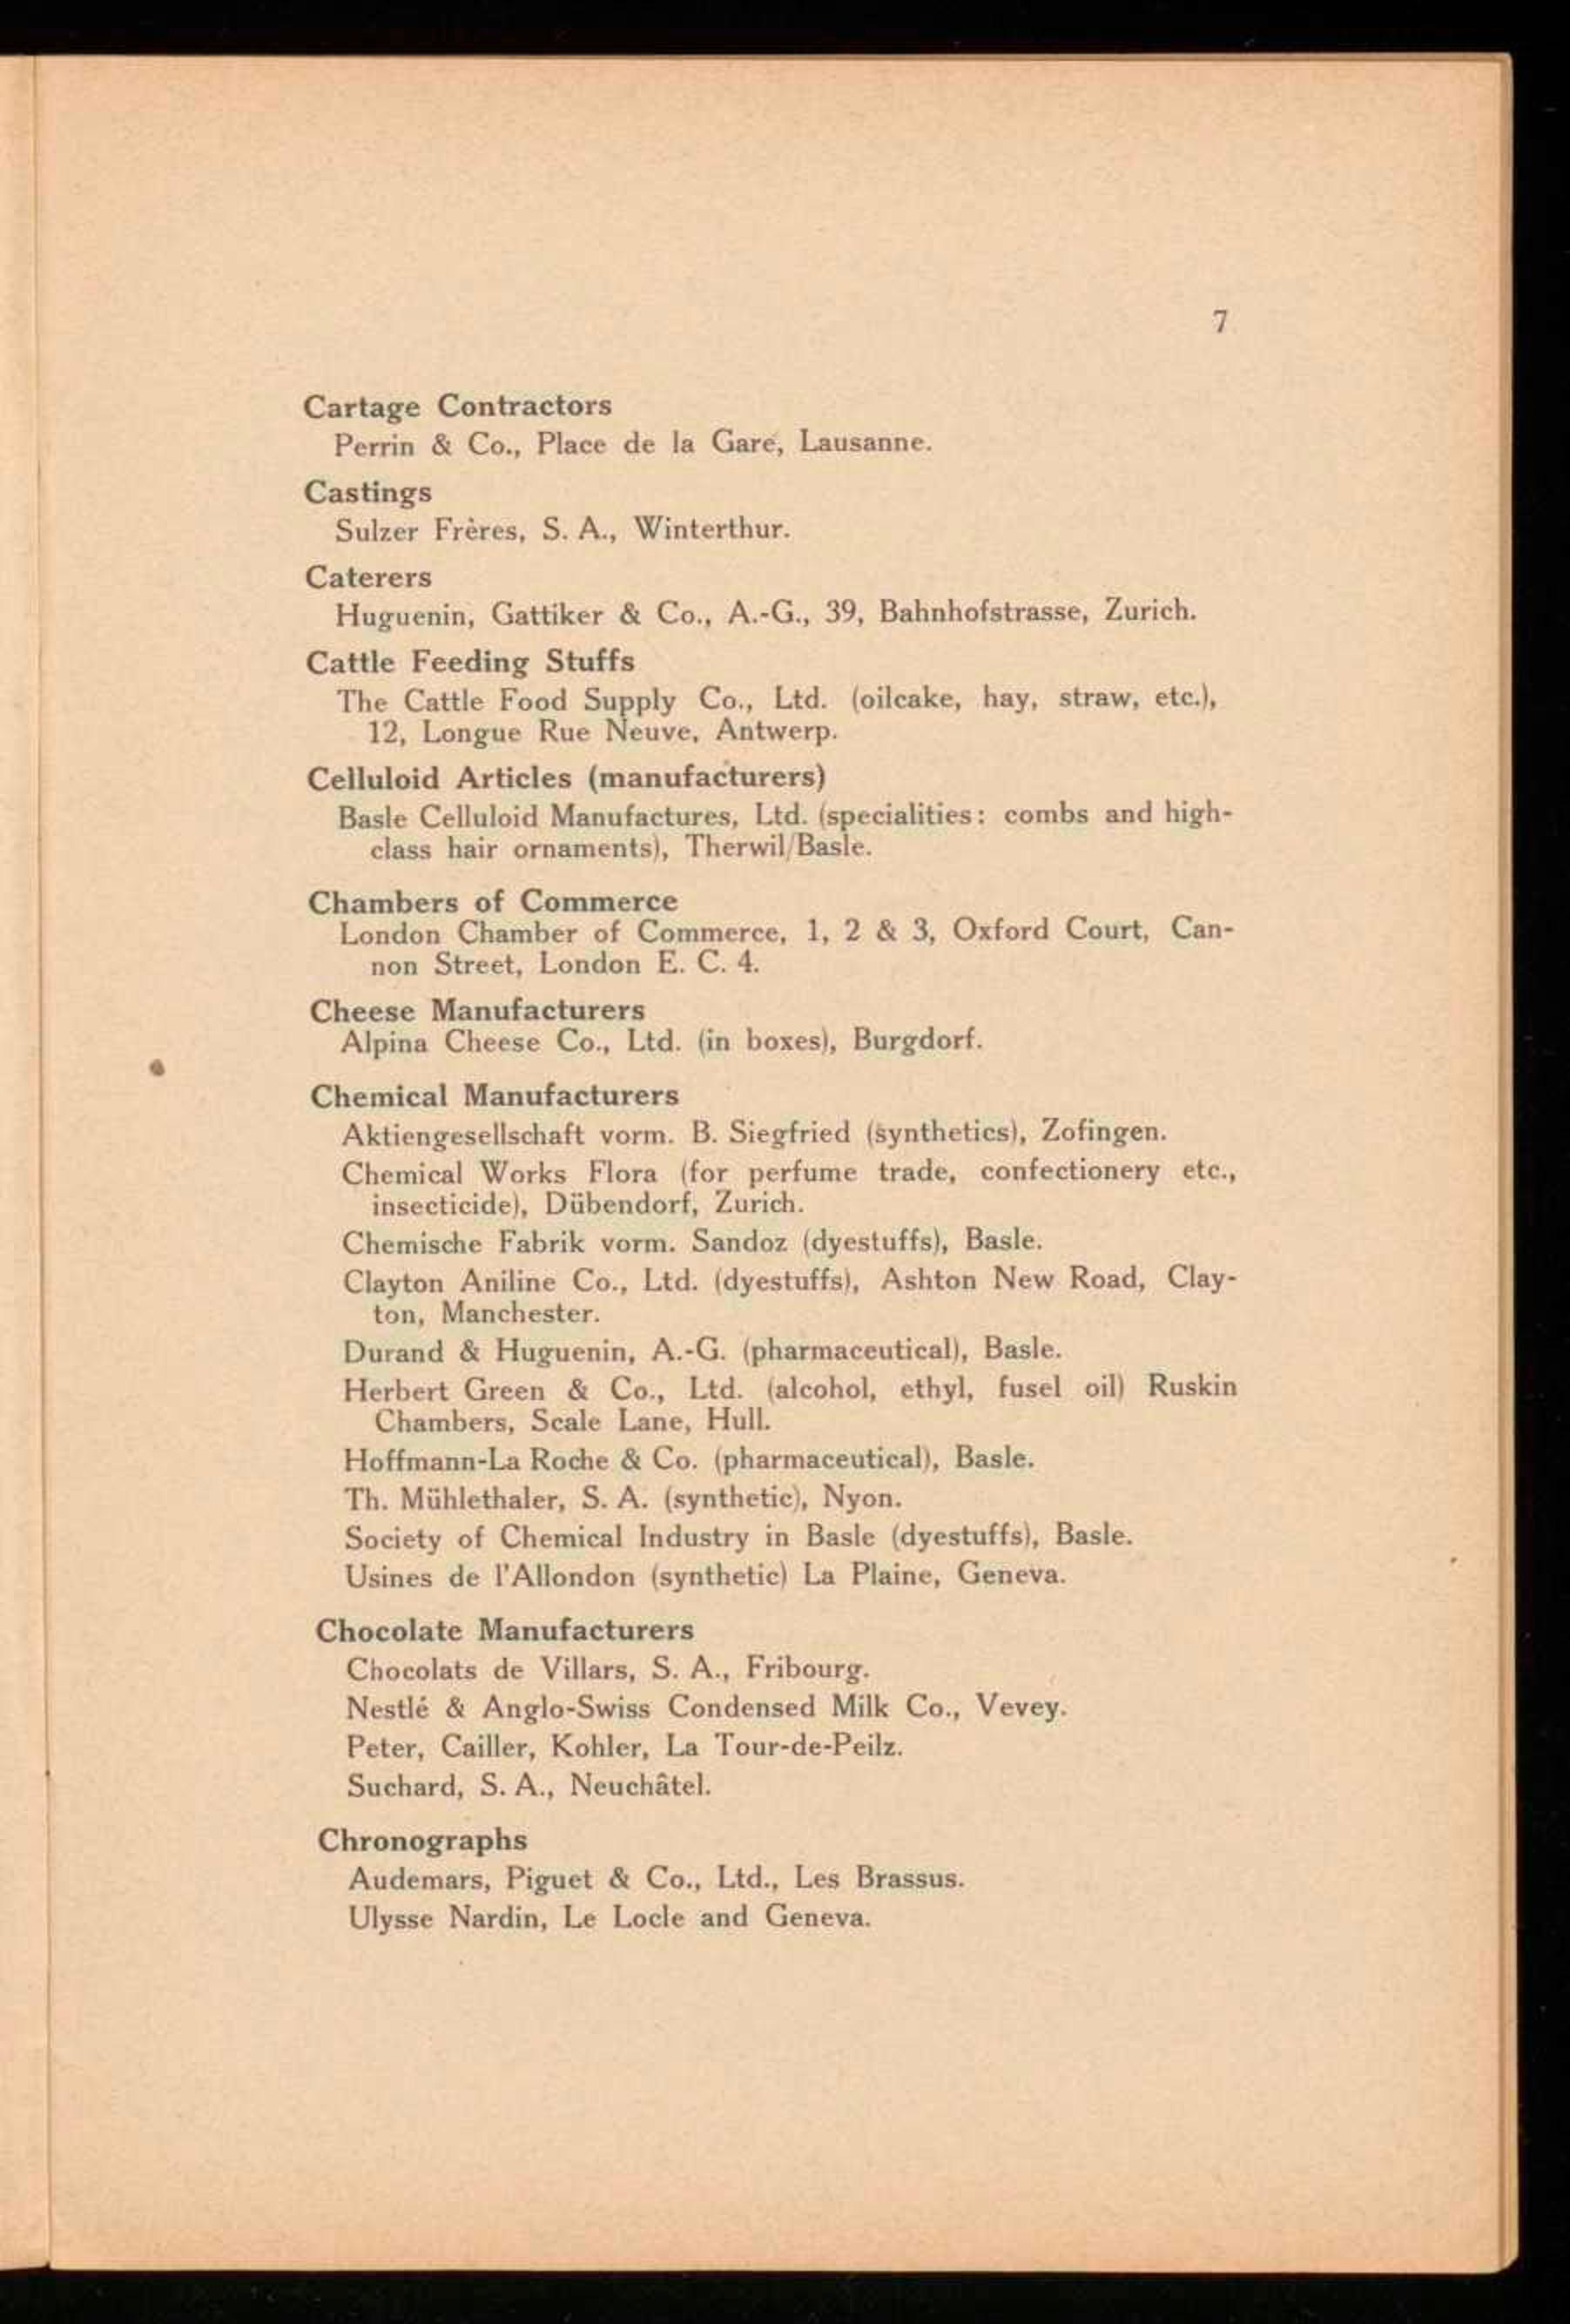 7
Cartage Contractors
Perrin & Co., Place de la Gare, Lausanne.
Castings
Sulzer Frères, S. A., Winterthur.
Caterers
Huguenin, Gattiker & Co., A.-G., 39, Bahnhofstrasse, Zurich.
Cattle Feeding Stuffs
The Cattle Food Supply Co., Ltd. (oilcake, hay, straw, etc.),
12, Longue Rue Neuve, Antwerp.
Celluloid Articles (manufacturers)
Basle Celluloid Manufactures, Ltd. (specialities: combs and high-
class hair ornaments), Therwil/Basle.
Chambers of Commerce
London Chamber of Commerce, 1, 2 & 3, Oxford Court, Can-
non Street, London E. C. 4.
Cheese Manufacturers
Alpina Cheese Co., Ltd. (in boxes), Burgdorf.
Chemical Manufacturers
Aktiengesellschaft vorm. B. Siegfried (synthetics), Zofingen.
Chemical Works Flora (for perfume trade, confectionery etc.,
insecticide), Dübendorf, Zurich.
Chemische Fabrik vorm. Sandoz (dyestuffs), Basle.
Clayton Aniline Co., Ltd. (dyestuffs), Ashton New Road, Clay-
ton, Manchester.
Durand & Huguenin, A.-G. (pharmaceutical), Basle.
Herbert Green & Co., Ltd. (alcohol, ethyl, fusel oil) Ruskin
Chambers, Scale Lane, Hull.
Hoffmann-La Roche & Co. (pharmaceutical), Basle.
Th. Mühlethaler, S. A. (synthetic), Nyon.
Society of Chemical Industry in Basle (dyestuffs), Basle.
Usines de l'Allondon (synthetic) La Plaine, Geneva.
Chocolate Manufacturers
Chocolats de Villars, S. A., Fribourg.
Nestlé & Anglo-Swiss Condensed Milk Co., Vevey.
Peter, Cailler, Kohler, La Tour-de-Peilz.
Suchard, S. A., Neuchâtel.
Chronographs
Audemars, Piguet & Co., Ltd., Les Brassus.
Ulysse Nardin, Le Locle and Geneva.